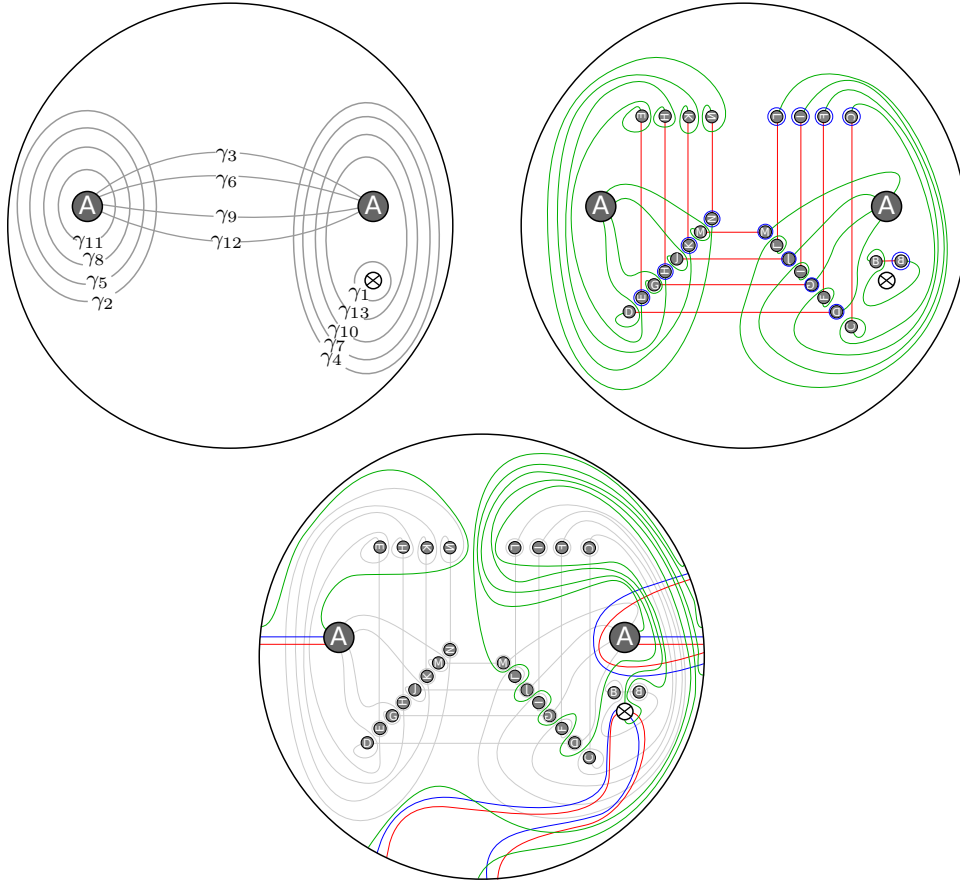 γ3
γ6
A A
γ9
γ12
γ11
γ8
γ5
γ2
γ1
γ13
γ10
γ7
γ4
E H K N L I F C
A A
N
M M
K L
J J B B
H I
G G
E F
D D
C
E H K N L I F C
A A
N
M M
K L
J J B B
H I
G G
E F
D D
C